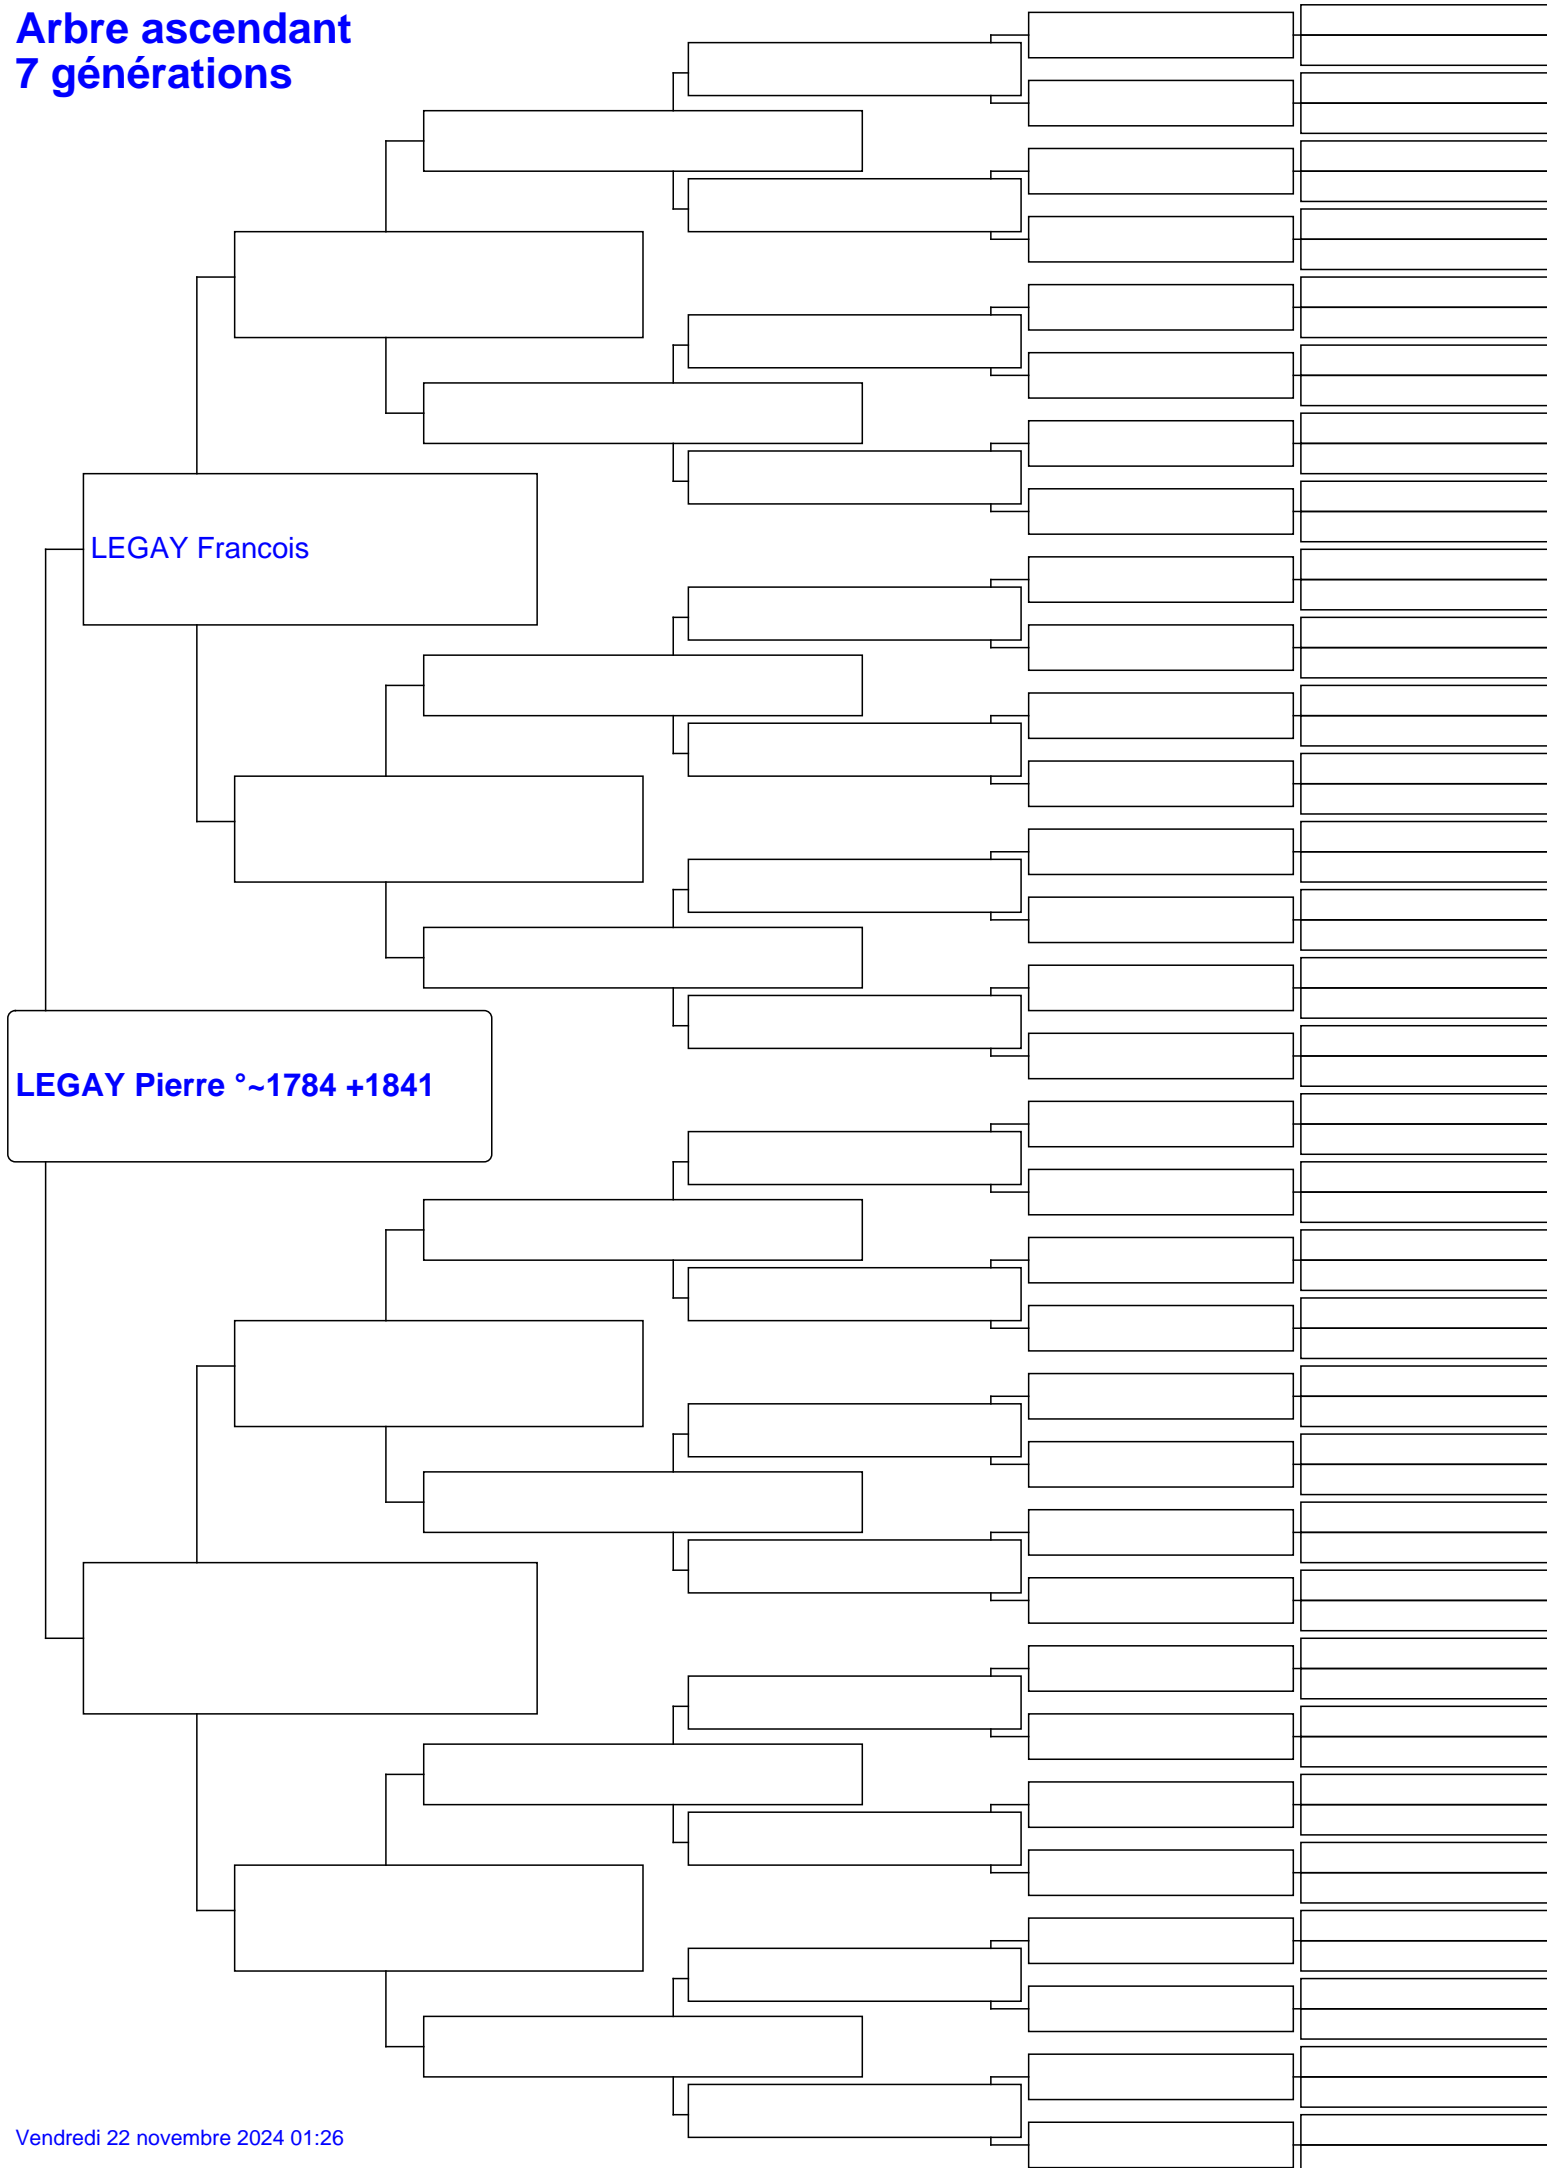 Arbre ascendant
7 générations
LEGAY Francois
LEGAY Pierre °~1784 +1841
Vendredi 22 novembre 2024 01:26